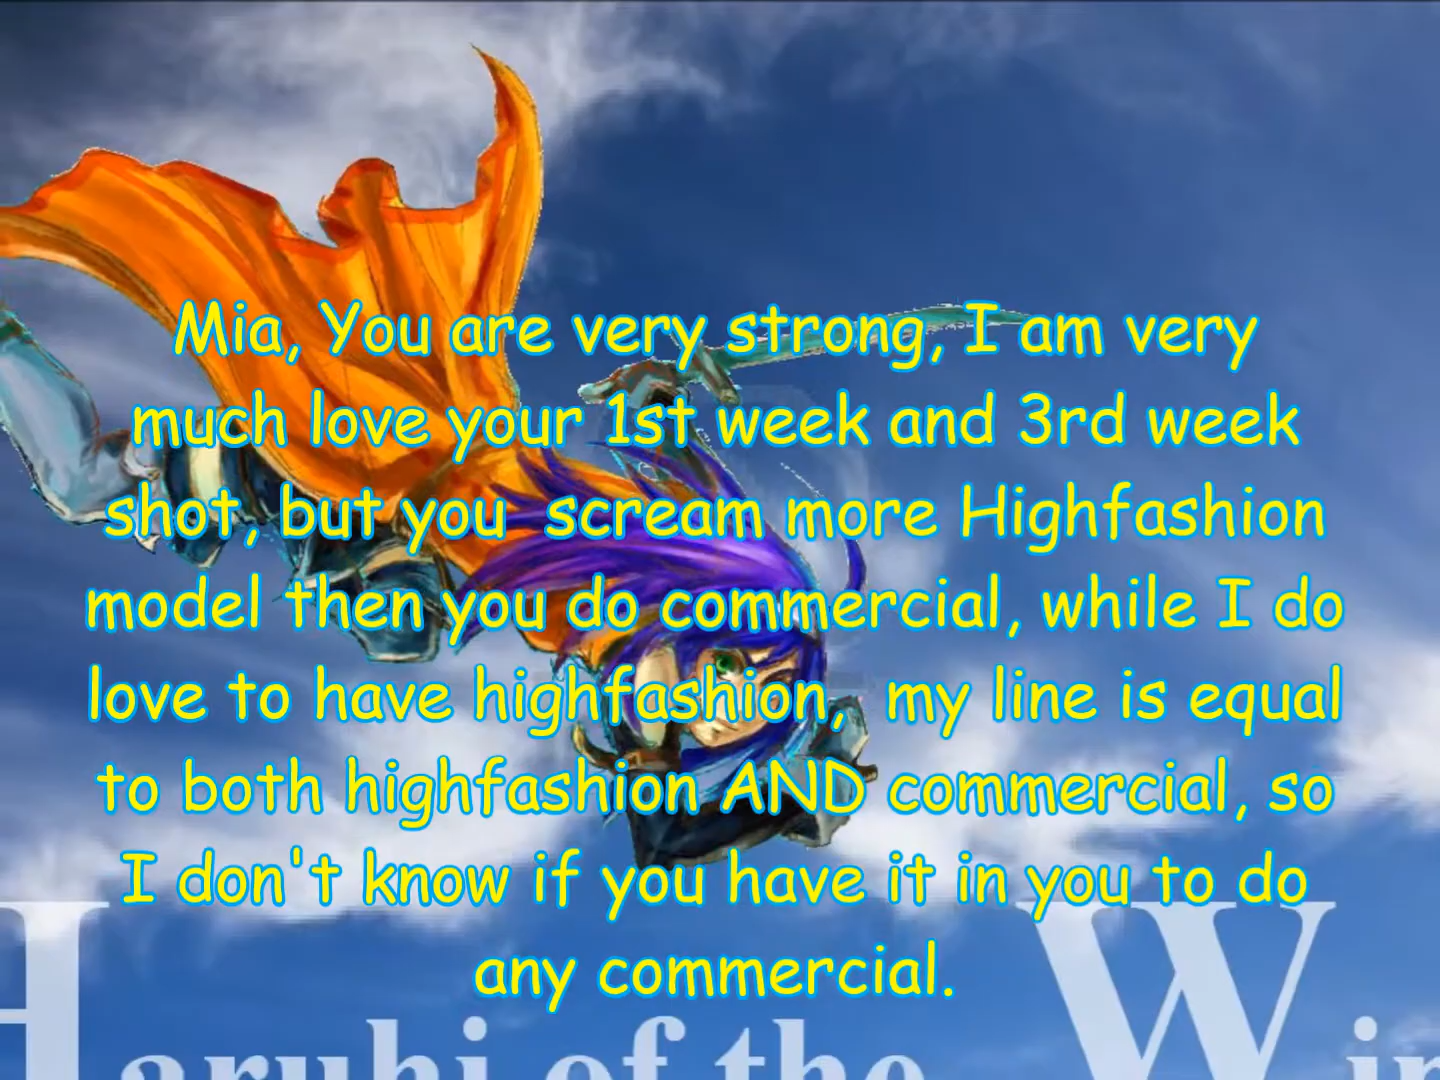 Mia, You are very strong, I am very
much love your 1st week and 3rd week
shot, but you scream more Highfashion
model then you do commercial, while I do
love to have highfashion, my line is equal
to both highfashion AND commercial, so
I don't know if you have it in you to do
any commercial.
Haruhi of the Win